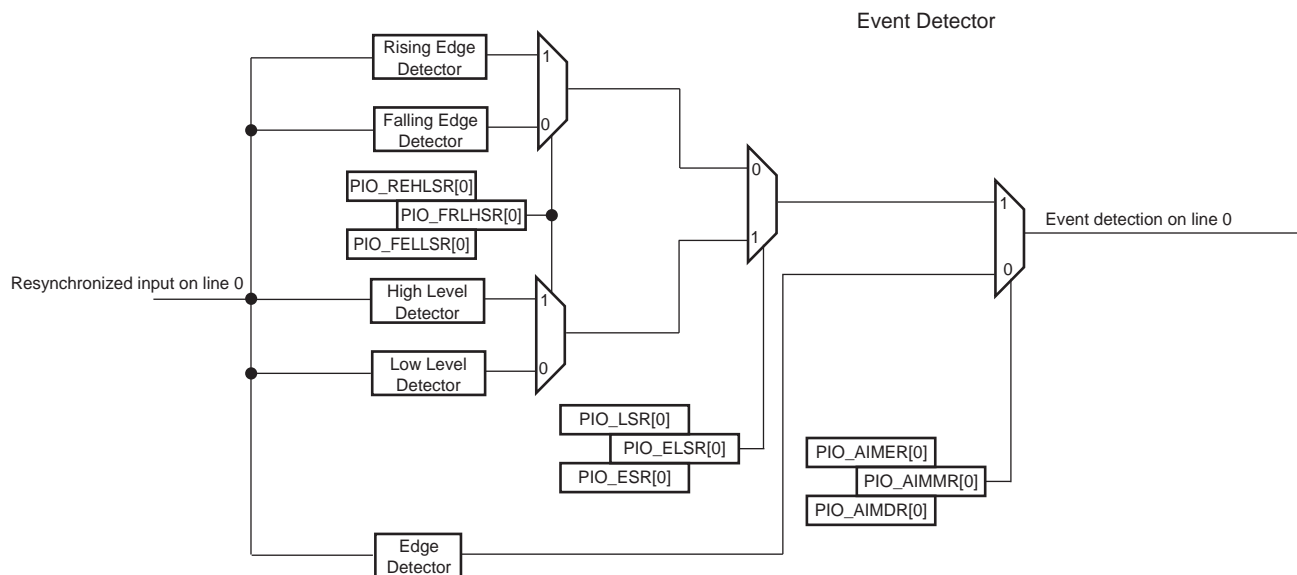 Event Detector
Rising Edge
Detector
1
Falling Edge
Detector
0
0
PIO_REHLSR[0]
PIO_FRLHSR[0]
PIO_FELLSR[0]
1
1
Event detection on line 0
0
Resynchronized input on line 0
High Level
Detector
1
Low Level
Detector
0
PIO_LSR[0]
PIO_ELSR[0]
PIO_ESR[0]
PIO_AIMER[0]
PIO_AIMMR[0]
PIO_AIMDR[0]
Edge
Detector